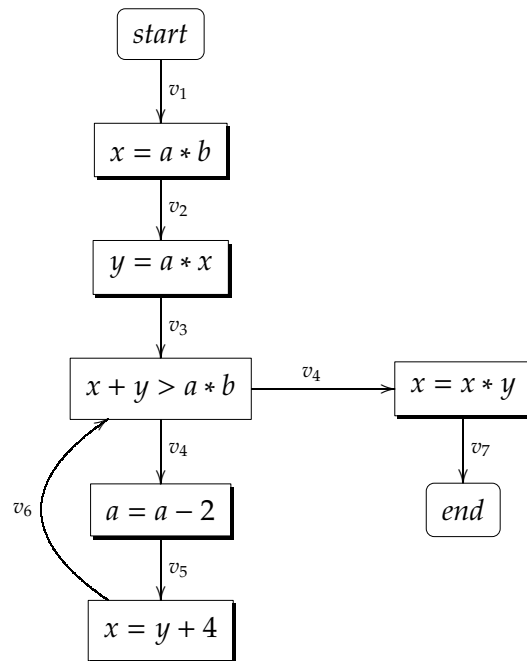 start
v₁
x = a ∗ b
v₂
y = a ∗ x
v₃
x + y > a ∗ b
v₄
x = x ∗ y
v₄
v₇
a = a − 2
end
v₆
v₅
x = y + 4